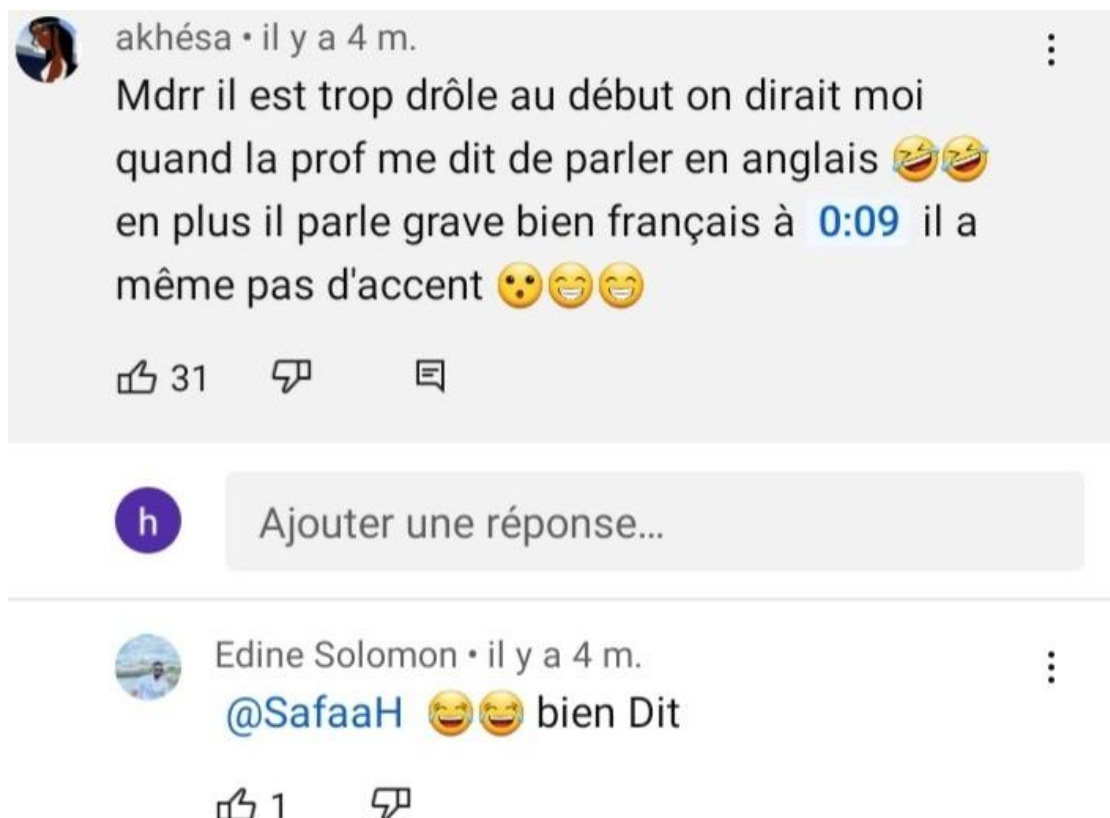 akhésa • il y a 4 m.
Mdrr il est trop drôle au début on dirait moi
quand la prof me dit de parler en anglais 🤣🤣
en plus il parle grave bien français à 0:09 il a
même pas d'accent 😮😁😁
31
h
Ajouter une réponse...
Edine Solomon • il y a 4 m.
@SafaaH 😂😂 bien Dit
1